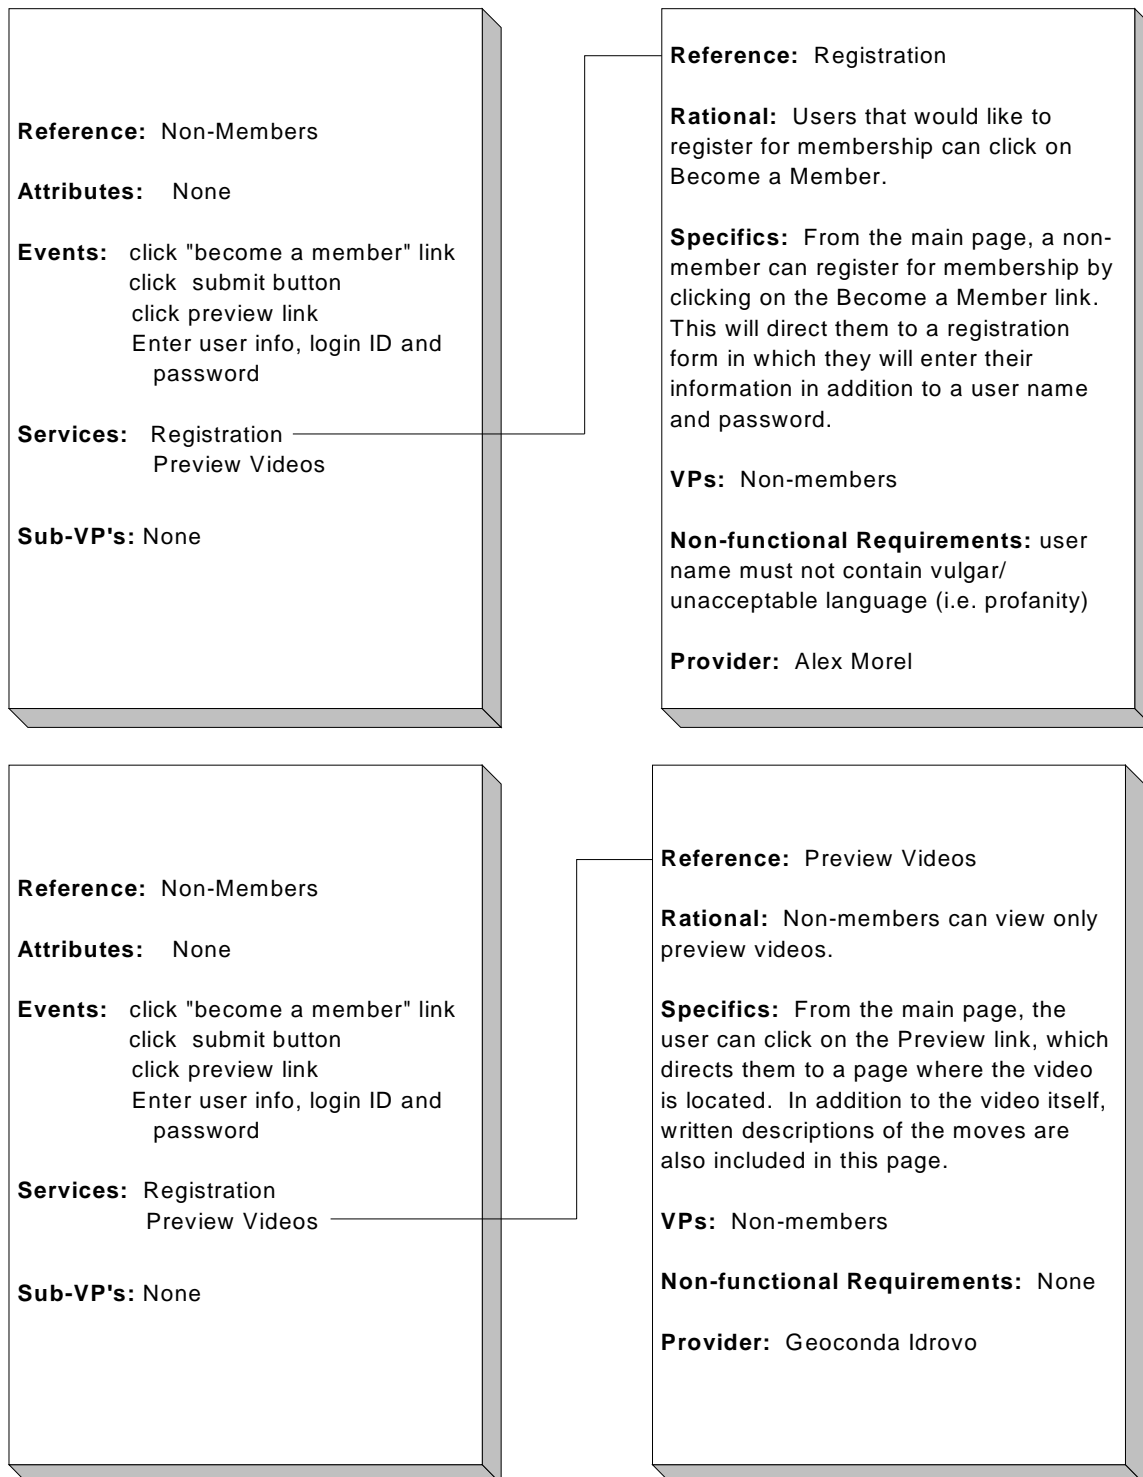 Reference: Non-Members
Attributes: None
Events: click "become a member" link
click submit button
click preview link
Enter user info, login ID and
password
Services: Registration
Preview Videos
Sub-VP's: None
Reference: Registration
Rational: Users that would like to
register for membership can click on
Become a Member.
Specifics: From the main page, a non-
member can register for membership by
clicking on the Become a Member link.
This will direct them to a registration
form in which they will enter their
information in addition to a user name
and password.
VPs: Non-members
Non-functional Requirements: user
name must not contain vulgar/
unacceptable language (i.e. profanity)
Provider: Alex Morel
Reference: Non-Members
Attributes: None
Events: click "become a member" link
click submit button
click preview link
Enter user info, login ID and
password
Services: Registration
Preview Videos
Sub-VP's: None
Reference: Preview Videos
Rational: Non-members can view only
preview videos.
Specifics: From the main page, the
user can click on the Preview link, which
directs them to a page where the video
is located. In addition to the video itself,
written descriptions of the moves are
also included in this page.
VPs: Non-members
Non-functional Requirements: None
Provider: Geoconda Idrovo